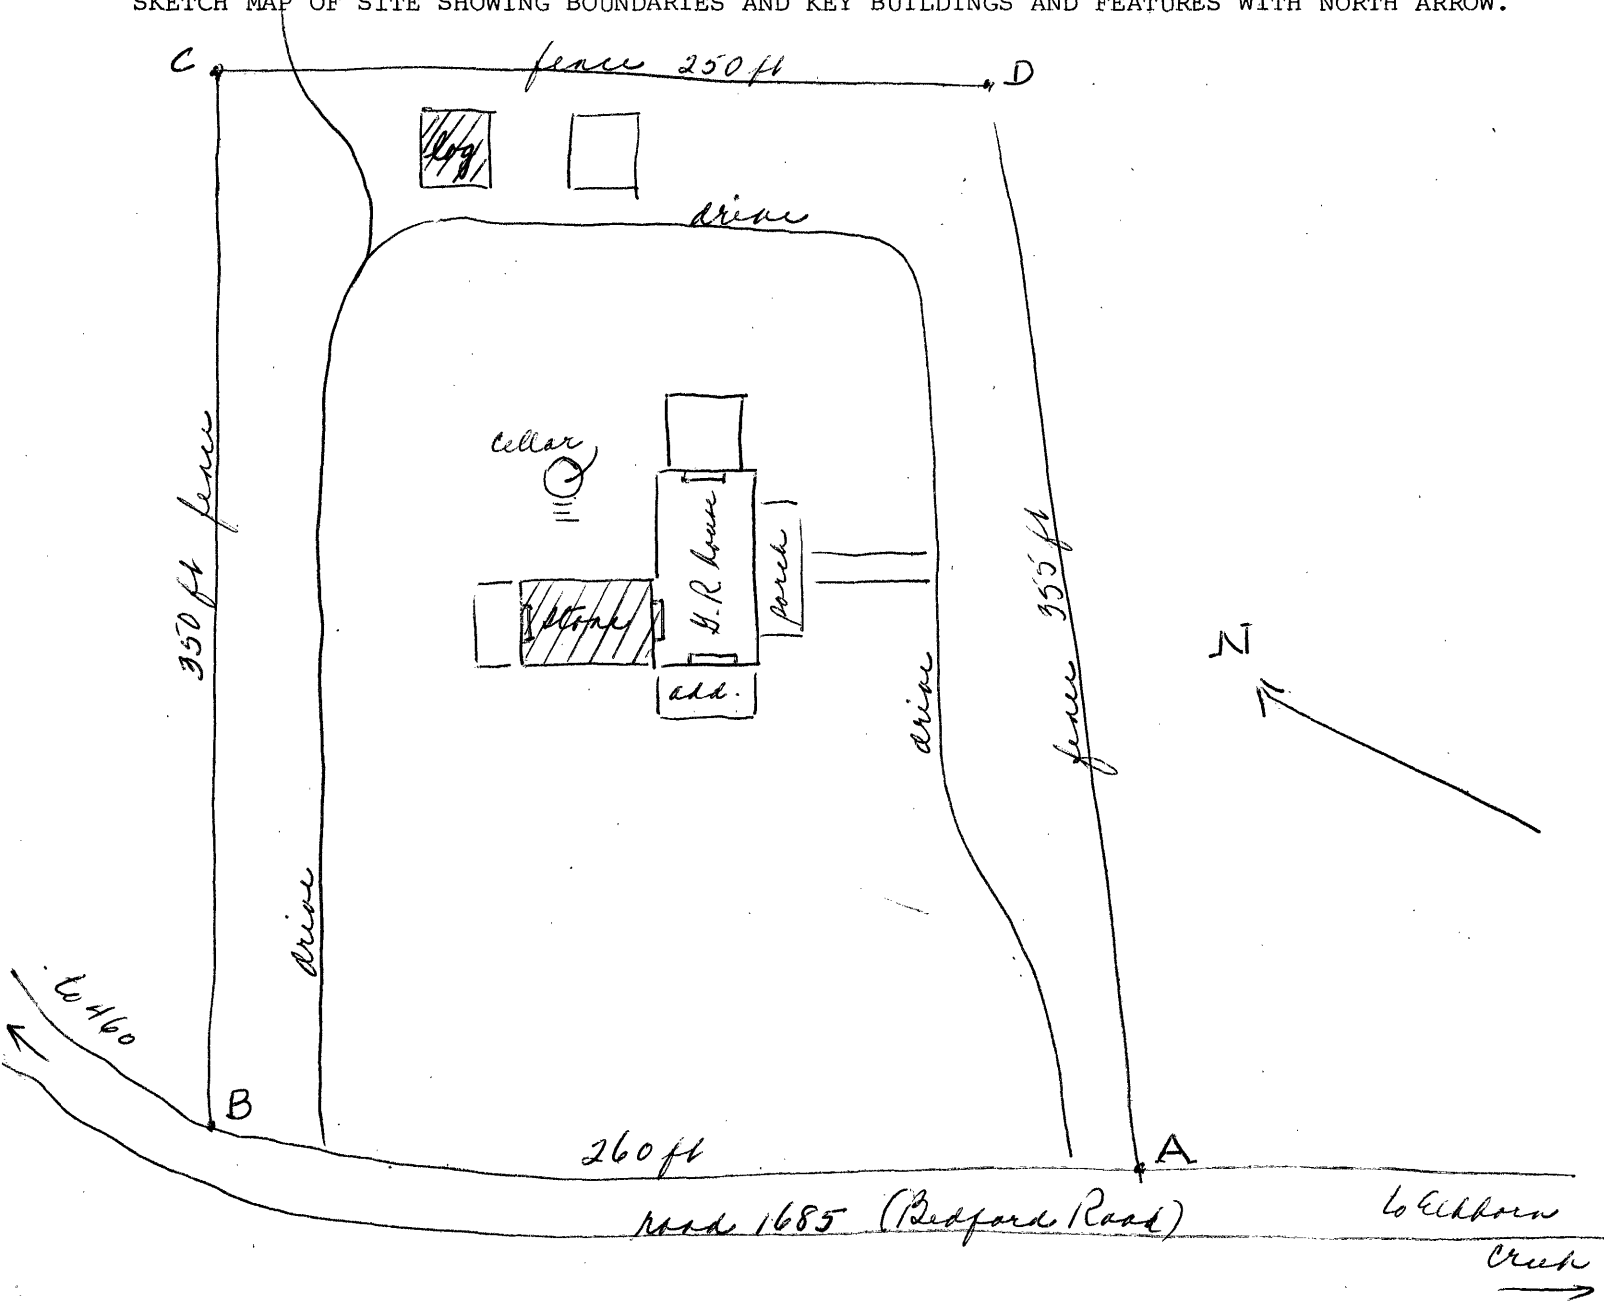 SKETCH MAP OF SITE SHOWING BOUNDARIES AND KEY BUILDINGS AND FEATURES WITH NORTH ARROW.
C
fence 250 ft
D
log
drive
cellar
350 ft fence
G.R. house
porch
stone
add.
fence 355 ft
N
drive
drive
to 460
B
260 ft
A
road 1685 (Bedford Road)
to Elkhorn
Creek